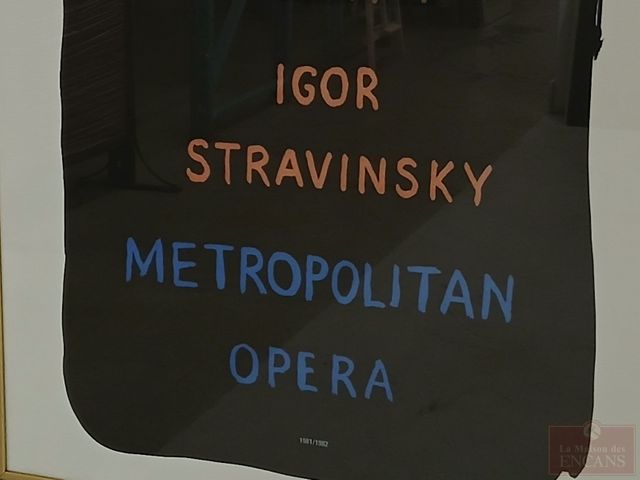 IGOR
STRAVINSKY
METROPOLITAN
OPERA
1981/1982
La Maison des
ENCANS